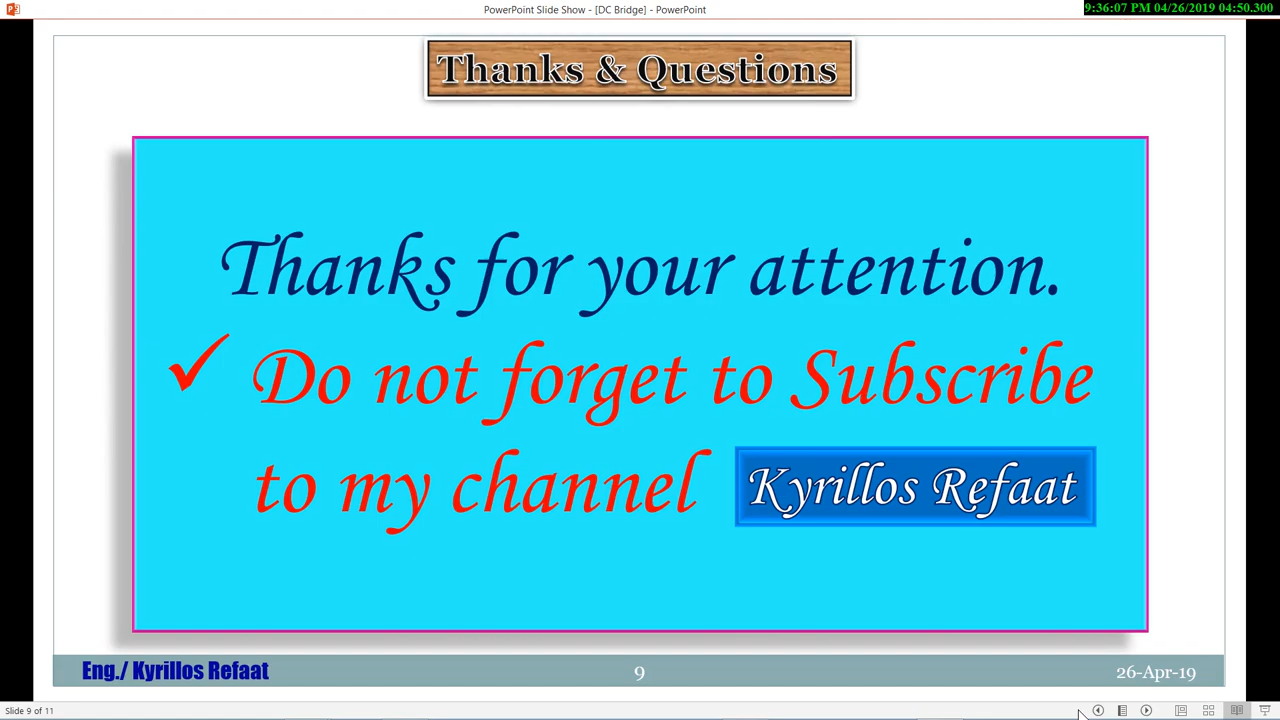 PowerPoint Slide Show - [DC Bridge] - PowerPoint
9:36:07 PM 04/26/2019 04:50.300
Thanks & Questions
Thanks for your attention.
✓ Do not forget to Subscribe
to my channel Kyrillos Refaat
Eng./ Kyrillos Refaat 9 26-Apr-19
Slide 9 of 11